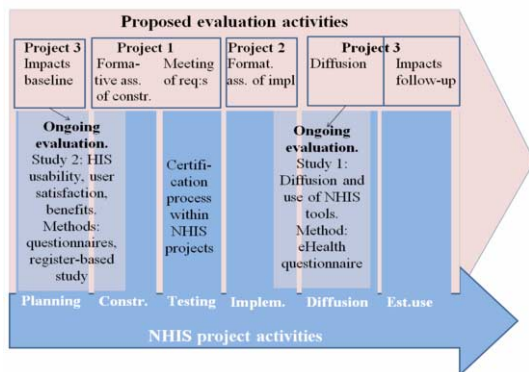 Proposed evaluation activities
Project 3
Impacts
baseline
Project 1
Forma-
tive ass.
of constr.
Meeting
of req:s
Project 2
Format.
ass. of impl
Project 3
Diffusion
Impacts
follow-up
Ongoing
evaluation.
Study 2: HIS
usability, user
satisfaction,
benefits.
Methods:
questionnaires,
register-based
study
Certifi-
cation
process
within
NHIS
projects
Ongoing
evaluation.
Study 1:
Diffusion and
use of NHIS
tools.
Method:
eHealth
questionnaire
Planning
Constr.
Testing
Implem.
Diffusion
Est.use
NHIS project activities